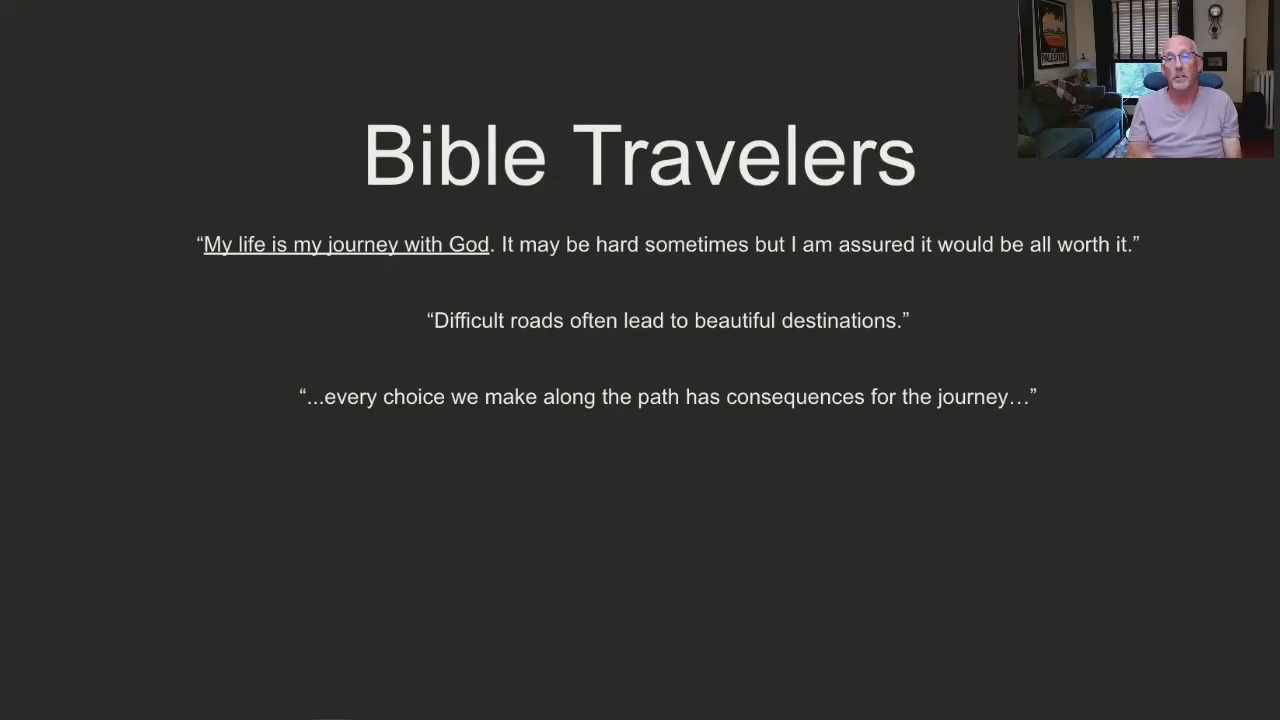 Bible Travelers
“My life is my journey with God. It may be hard sometimes but I am assured it would be all worth it.”
“Difficult roads often lead to beautiful destinations.”
“...every choice we make along the path has consequences for the journey…”
PALESTINE